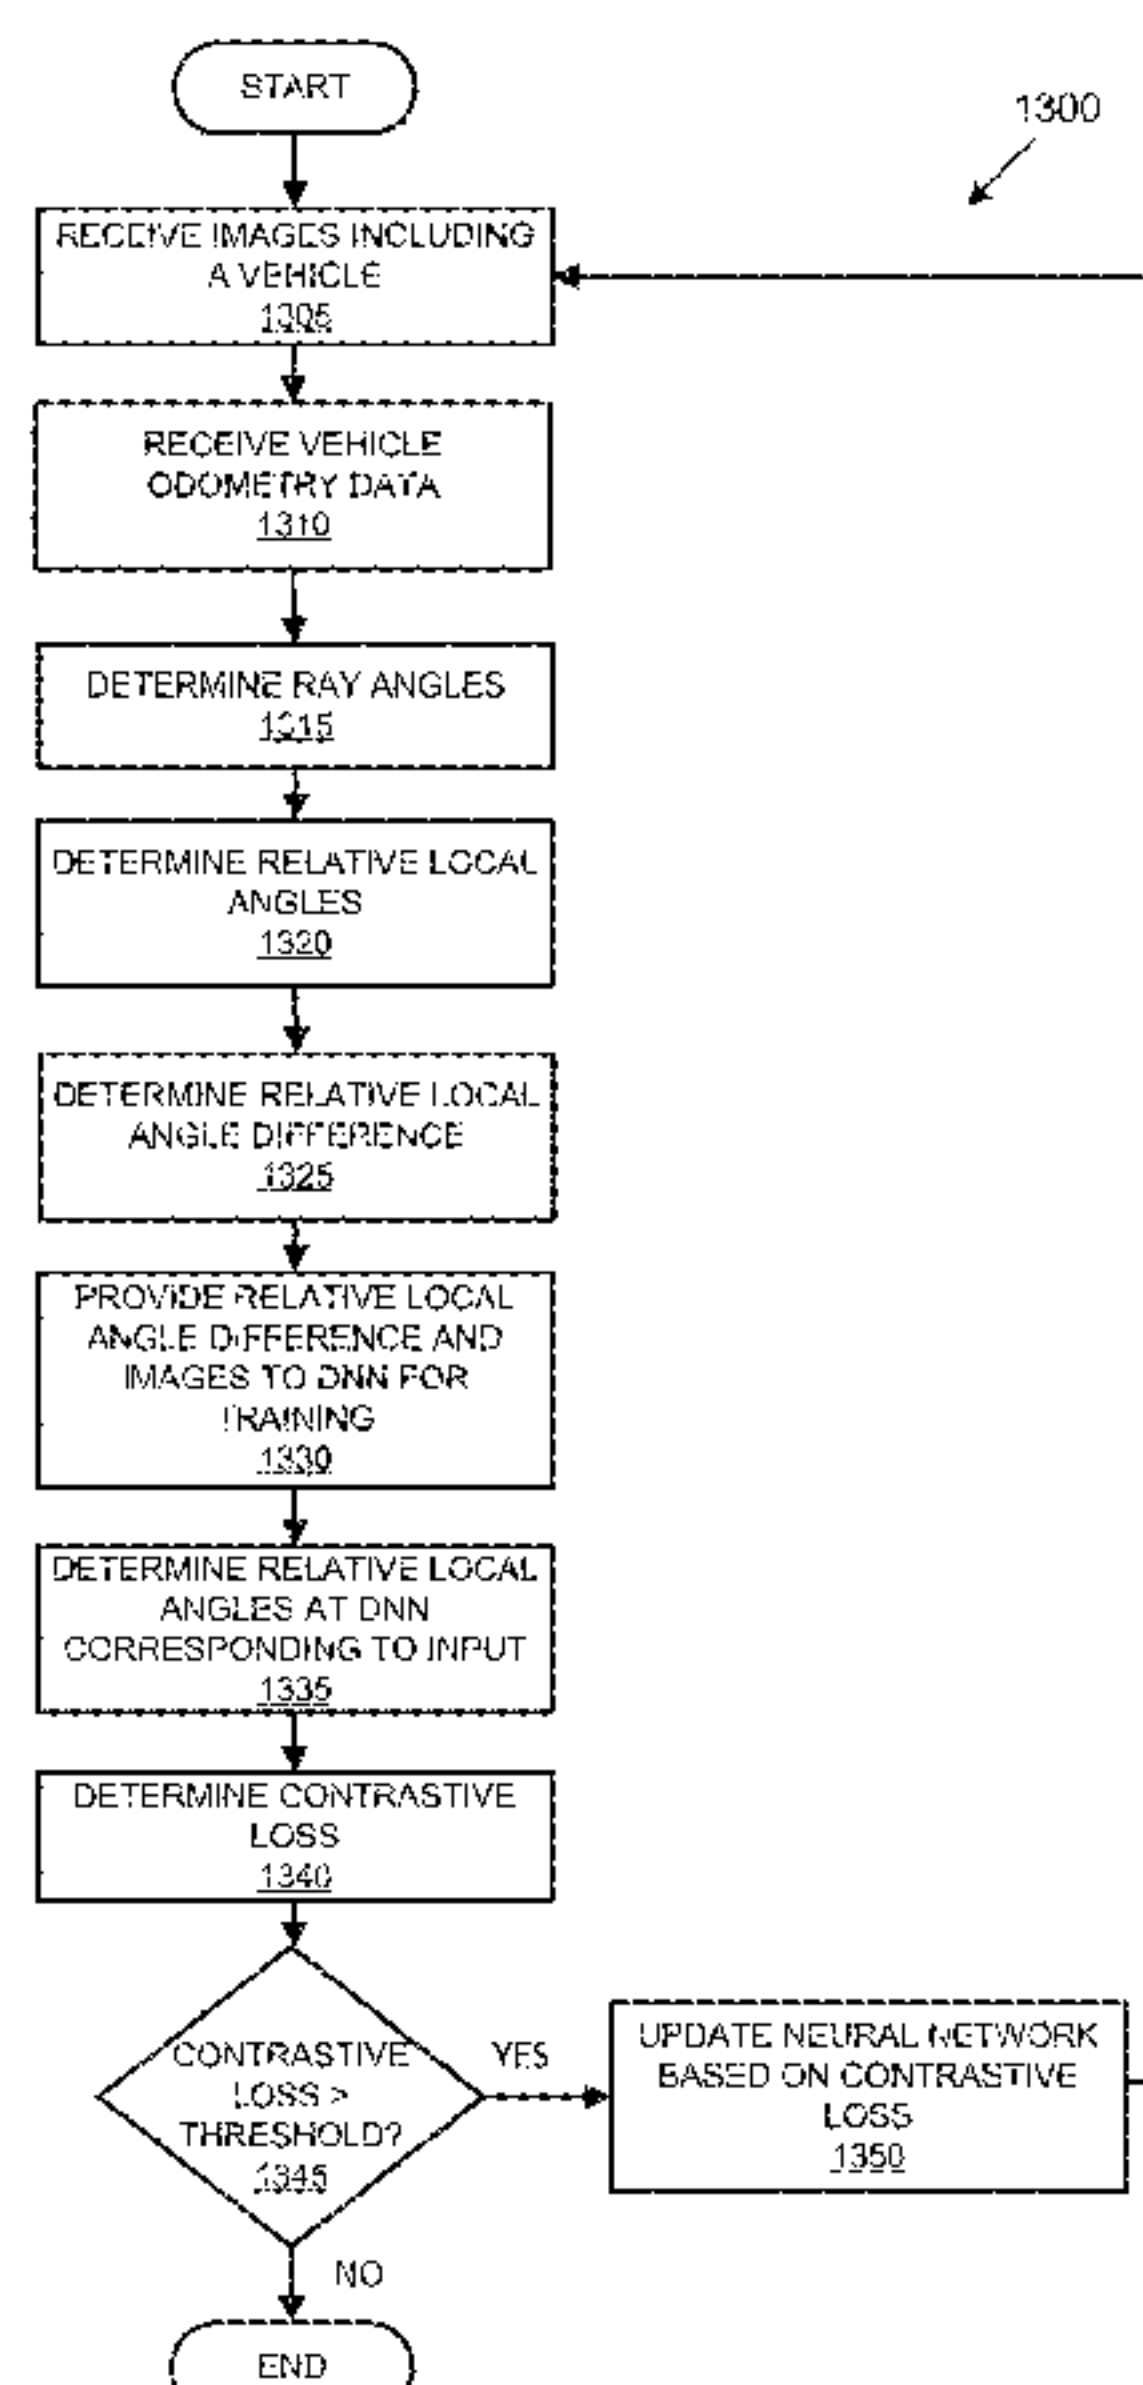 START
1300
RECEIVE IMAGES INCLUDING
A VEHICLE
1305
RECEIVE VEHICLE
ODOMETRY DATA
1310
DETERMINE RAY ANGLES
1315
DETERMINE RELATIVE LOCAL
ANGLES
1320
DETERMINE RELATIVE LOCAL
ANGLE DIFFERENCE
1325
PROVIDE RELATIVE LOCAL
ANGLE DIFFERENCE AND
IMAGES TO DNN FOR
TRAINING
1330
DETERMINE RELATIVE LOCAL
ANGLES AT DNN
CORRESPONDING TO INPUT
1335
DETERMINE CONTRASTIVE
LOSS
1340
CONTRASTIVE
LOSS >
THRESHOLD?
1345
YES
UPDATE NEURAL NETWORK
BASED ON CONTRASTIVE
LOSS
1350
NO
END